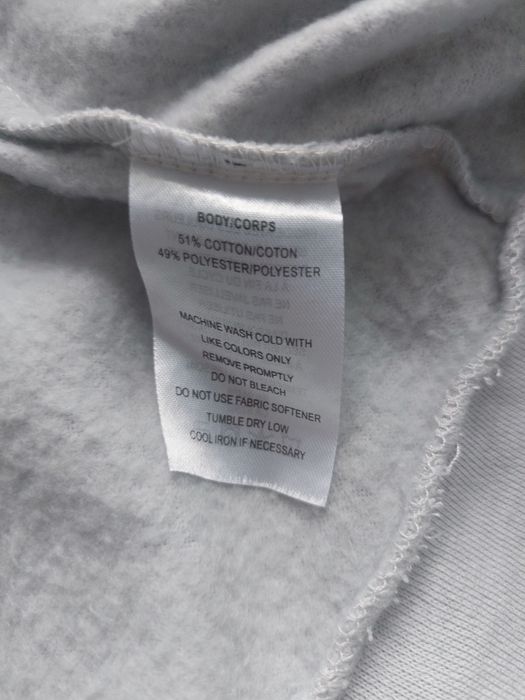 BODY/CORPS
51% COTTON/COTON
49% POLYESTER/POLYESTER
MACHINE WASH COLD WITH
LIKE COLORS ONLY
REMOVE PROMPTLY
DO NOT BLEACH
DO NOT USE FABRIC SOFTENER
TUMBLE DRY LOW
COOL IRON IF NECESSARY